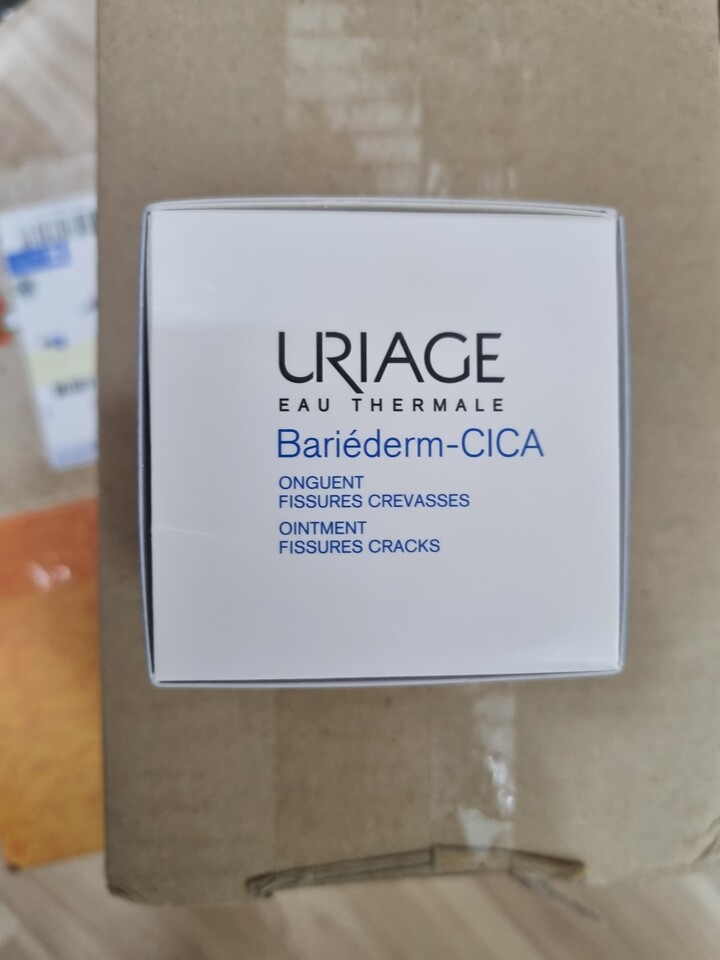 URIAGE
EAU THERMALE
Bariéderm-CICA
ONGUENT
FISSURES CREVASSES
OINTMENT
FISSURES CRACKS